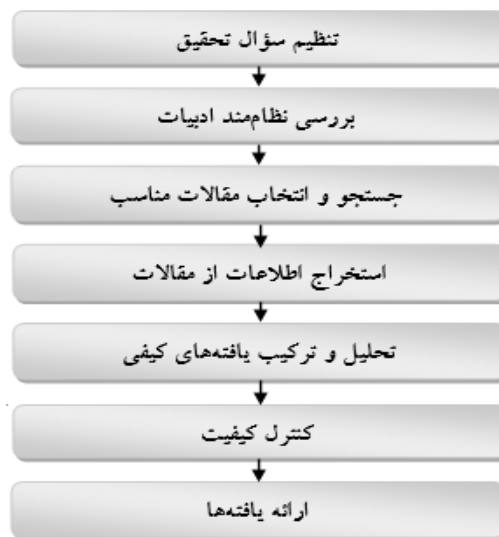 تنظیم سؤال تحقیق
بررسی نظام‌مند ادبیات
جستجو و انتخاب مقالات مناسب
استخراج اطلاعات از مقالات
تحلیل و ترکیب یافته‌های کیفی
کنترل کیفیت
ارائه یافته‌ها